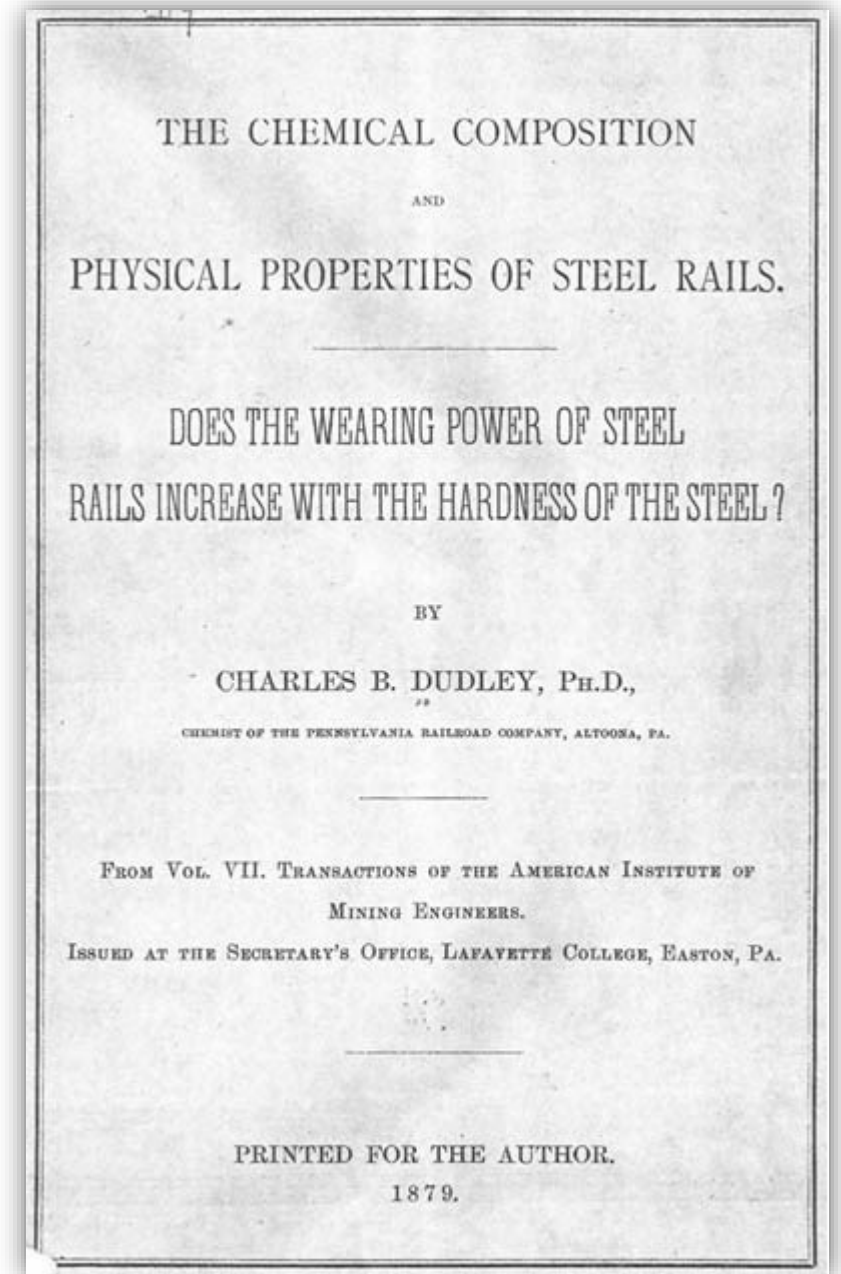 THE CHEMICAL COMPOSITION
AND
PHYSICAL PROPERTIES OF STEEL RAILS.
DOES THE WEARING POWER OF STEEL
RAILS INCREASE WITH THE HARDNESS OF THE STEEL?
BY
CHARLES B. DUDLEY, PH.D.,
CHEMIST OF THE PENNSYLVANIA RAILROAD COMPANY, ALTOONA, PA.
FROM VOL. VII. TRANSACTIONS OF THE AMERICAN INSTITUTE OF
MINING ENGINEERS.
ISSUED AT THE SECRETARY'S OFFICE, LAFAYETTE COLLEGE, EASTON, PA.
PRINTED FOR THE AUTHOR.
1879.